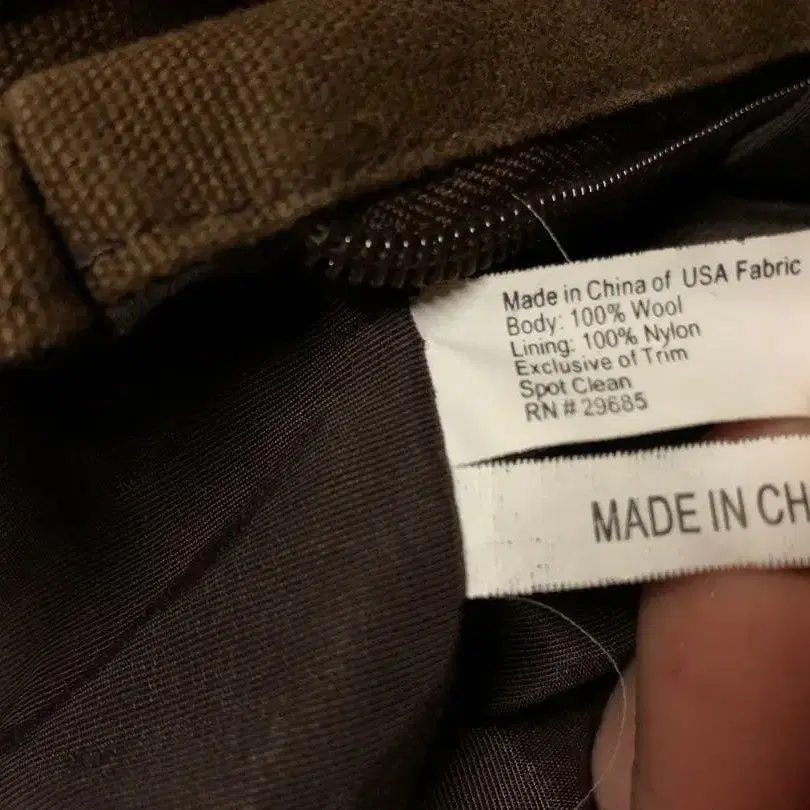 Made in China of USA Fabric
Body: 100% Wool
Lining: 100% Nylon
Exclusive of Trim
Spot Clean
RN # 29685
MADE IN CH